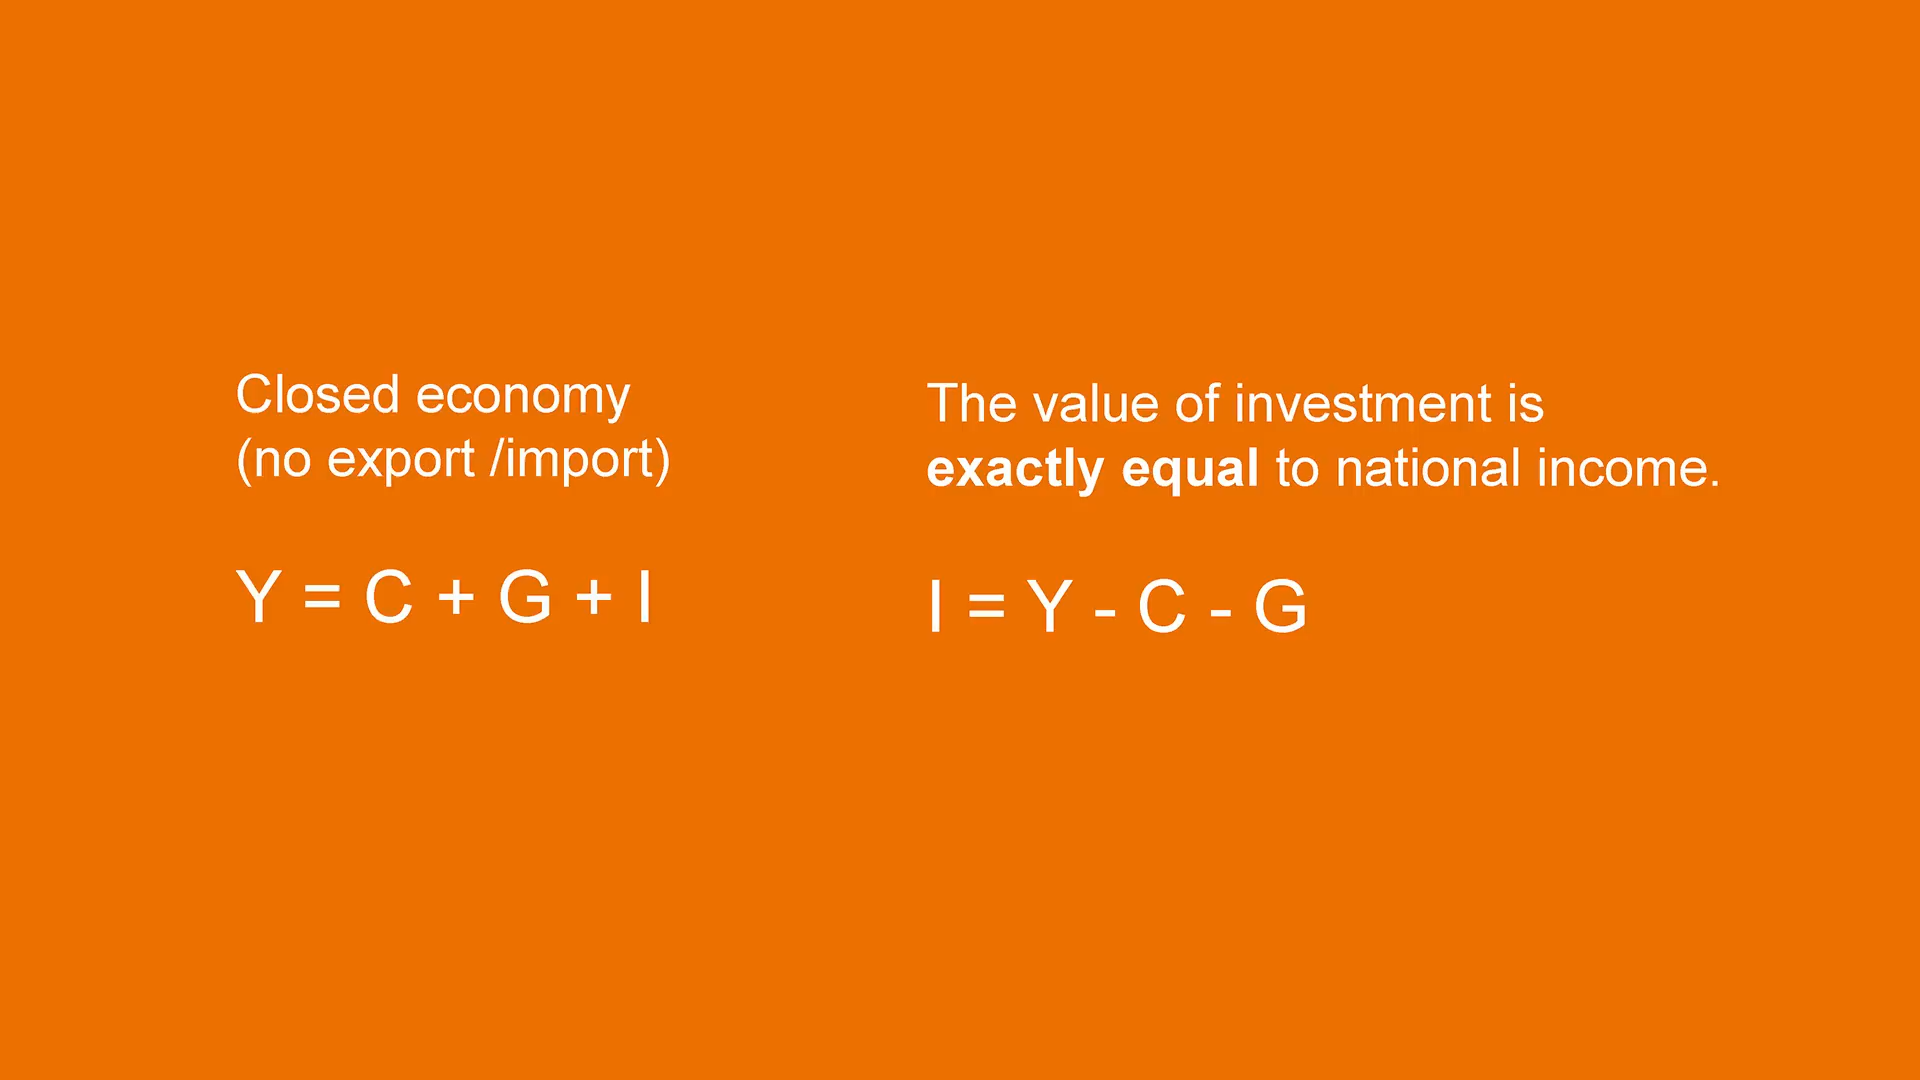 Closed economy
(no export /import)
Y = C + G + I
The value of investment is
exactly equal to national income.
I = Y - C - G